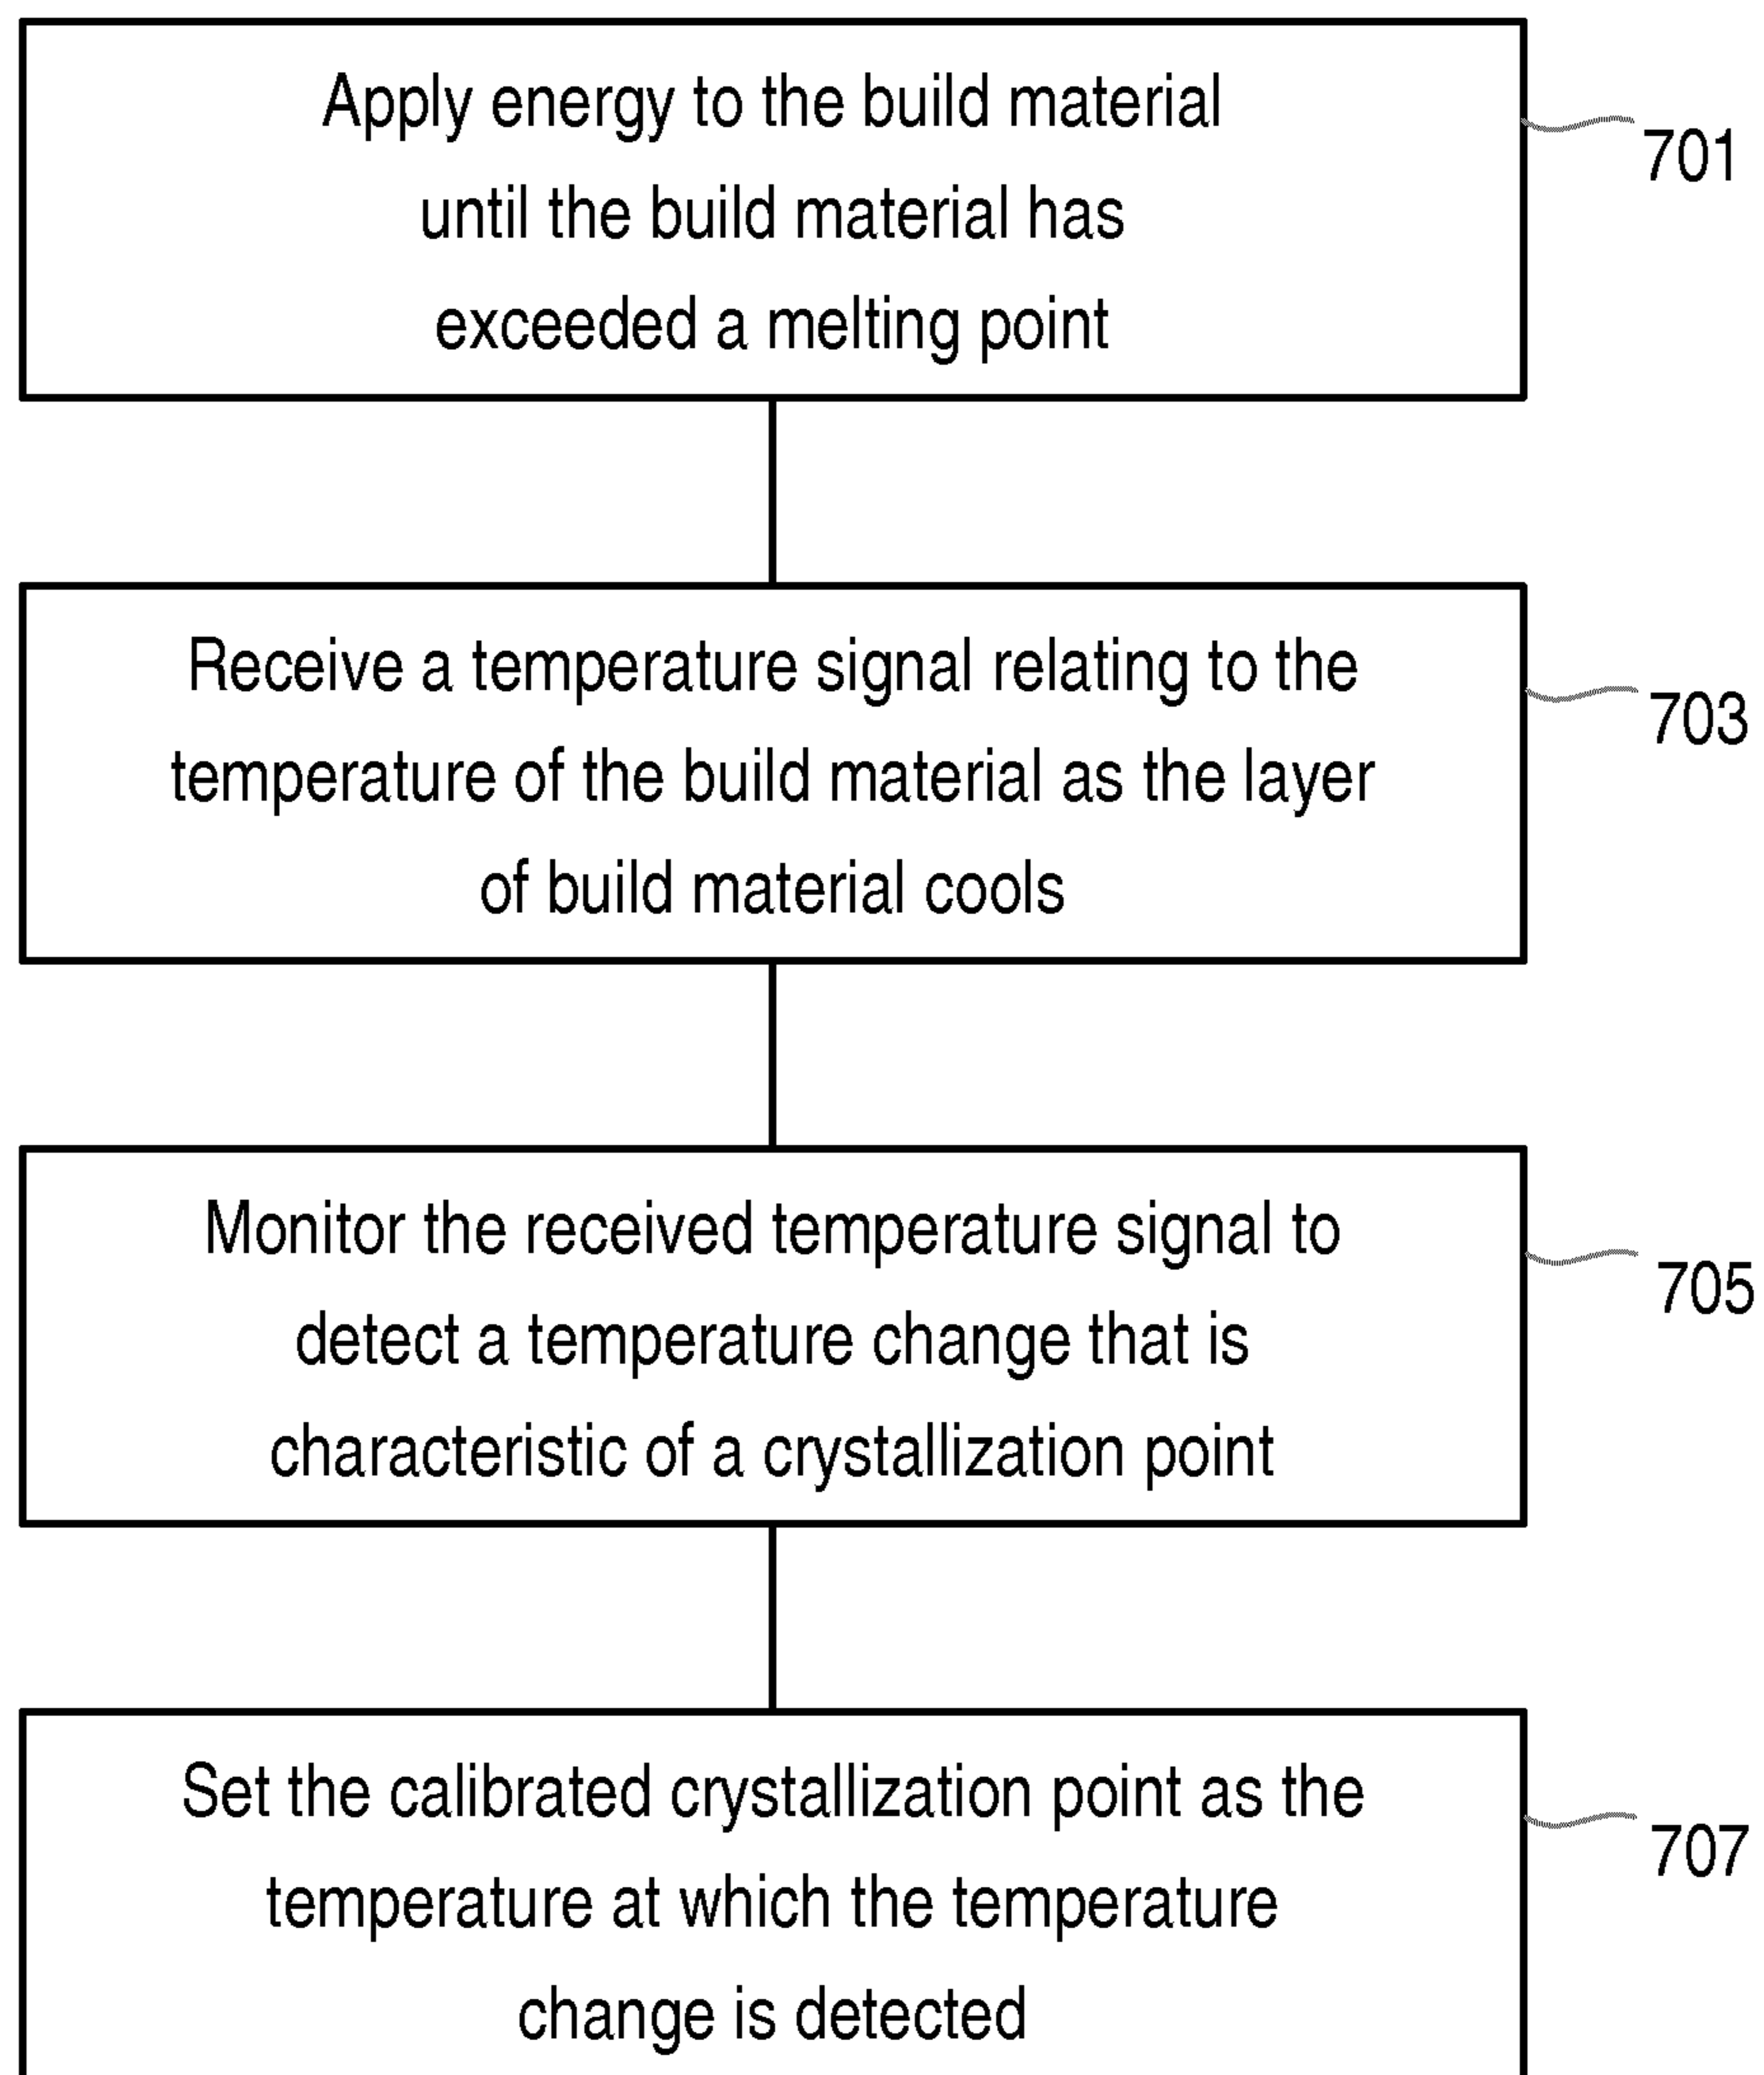 Apply energy to the build material
until the build material has
exceeded a melting point
701
Receive a temperature signal relating to the
temperature of the build material as the layer
of build material cools
703
Monitor the received temperature signal to
detect a temperature change that is
characteristic of a crystallization point
705
Set the calibrated crystallization point as the
temperature at which the temperature
change is detected
707